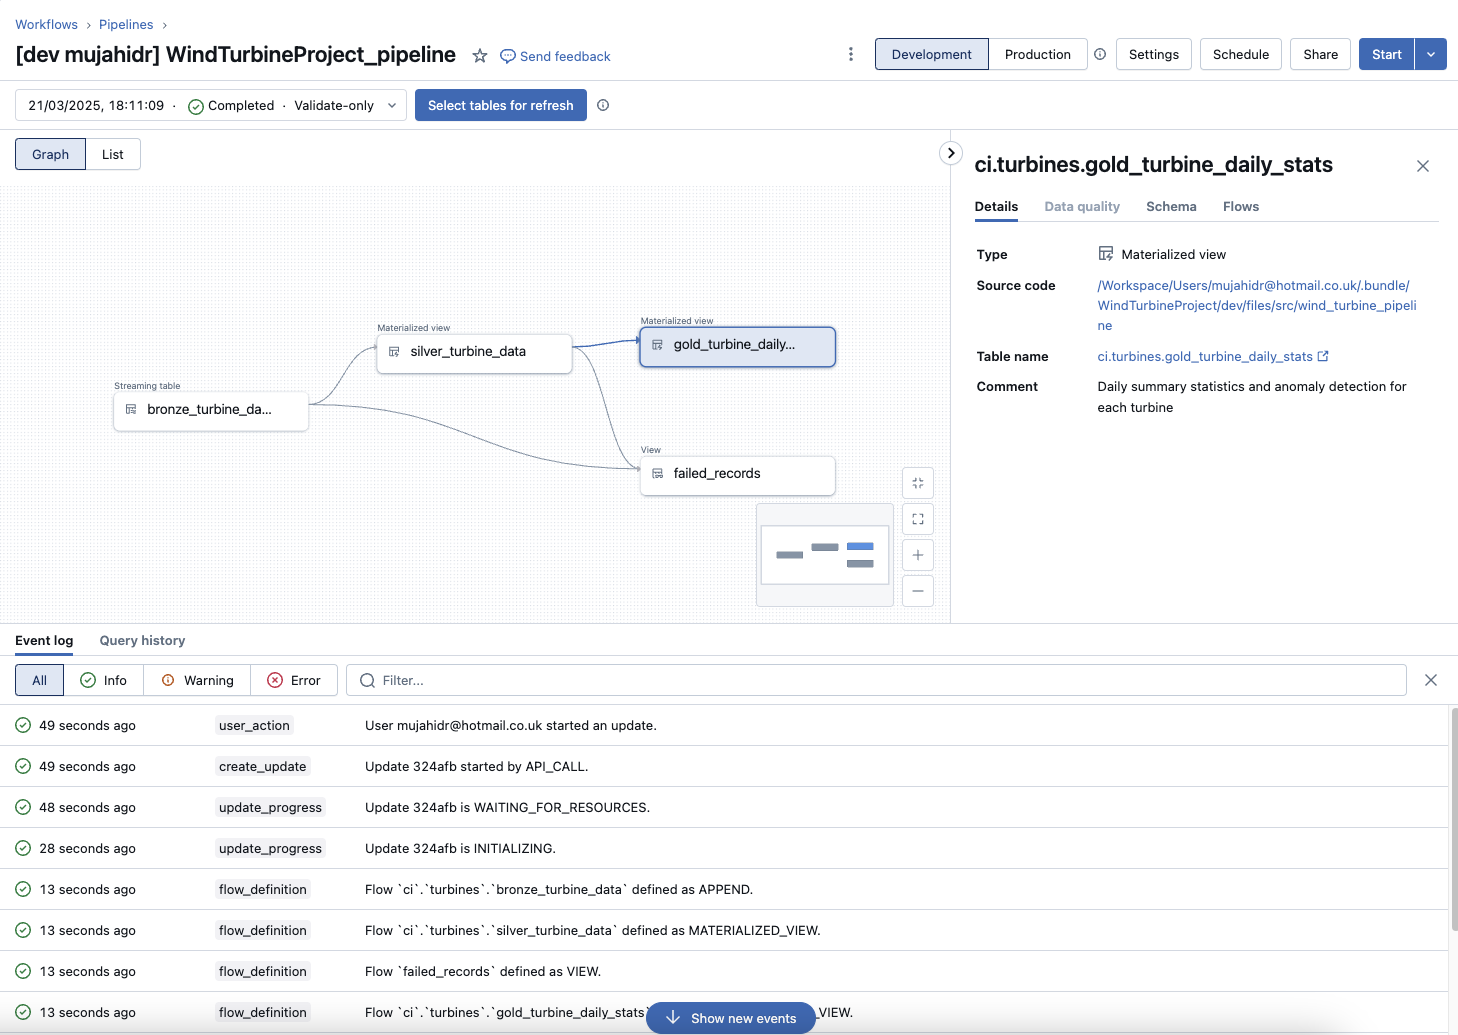 Workflows › Pipelines ›
[dev mujahidr] WindTurbineProject_pipeline
Send feedback
Development Production Settings Schedule Share Start
21/03/2025, 18:11:09 · Completed · Validate-only
Select tables for refresh
Graph List
Streaming table
bronze_turbine_da...
Materialized view
silver_turbine_data
Materialized view
gold_turbine_daily...
View
failed_records
ci.turbines.gold_turbine_daily_stats
Details Data quality Schema Flows
Type Materialized view
Source code /Workspace/Users/mujahidr@hotmail.co.uk/.bundle/
WindTurbineProject/dev/files/src/wind_turbine_pipeli
ne
Table name ci.turbines.gold_turbine_daily_stats
Comment Daily summary statistics and anomaly detection for
each turbine
Event log Query history
All Info Warning Error Filter...
49 seconds ago user_action User mujahidr@hotmail.co.uk started an update.
49 seconds ago create_update Update 324afb started by API_CALL.
48 seconds ago update_progress Update 324afb is WAITING_FOR_RESOURCES.
28 seconds ago update_progress Update 324afb is INITIALIZING.
13 seconds ago flow_definition Flow `ci`.`turbines`.`bronze_turbine_data` defined as APPEND.
13 seconds ago flow_definition Flow `ci`.`turbines`.`silver_turbine_data` defined as MATERIALIZED_VIEW.
13 seconds ago flow_definition Flow `failed_records` defined as VIEW.
13 seconds ago flow_definition Flow `ci`.`turbines`.`gold_turbine_daily_stats` _VIEW.
Show new events